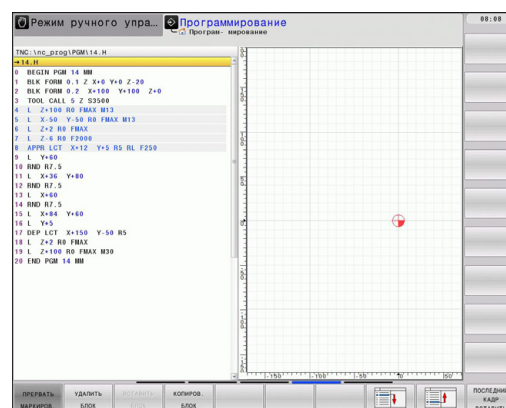 Режим ручного упра…
Программирование
Програм- мирование
08:08
TNC:\nc_prog\PGM\14.H
→14.H
0 BEGIN PGM 14 MM
1 BLK FORM 0.1 Z X+0 Y+0 Z-20
2 BLK FORM 0.2 X+100 Y+100 Z+0
3 TOOL CALL 5 Z S3500
4 L Z+100 R0 FMAX M13
5 L X-50 Y-50 R0 FMAX M13
6 L Z+2 R0 FMAX
7 L Z-6 R0 F2000
8 APPR LCT X+12 Y+5 R5 RL F250
9 L Y+60
10 RND R7.5
11 L X+36 Y+80
12 RND R7.5
13 L X+60
14 RND R7.5
15 L X+84 Y+60
16 L Y+5
17 DEP LCT X+150 Y-50 R5
18 L Z+2 R0 FMAX
19 L Z+100 R0 FMAX M30
20 END PGM 14 MM
-150 -100 -50 0 50
ПРЕРВАТЬ МАРКИРОВ.
УДАЛИТЬ БЛОК
ВСТАВИТЬ БЛОК
КОПИРОВ. БЛОК
ПОСЛЕДНИЙ КАДР ВСТАВИТЬ